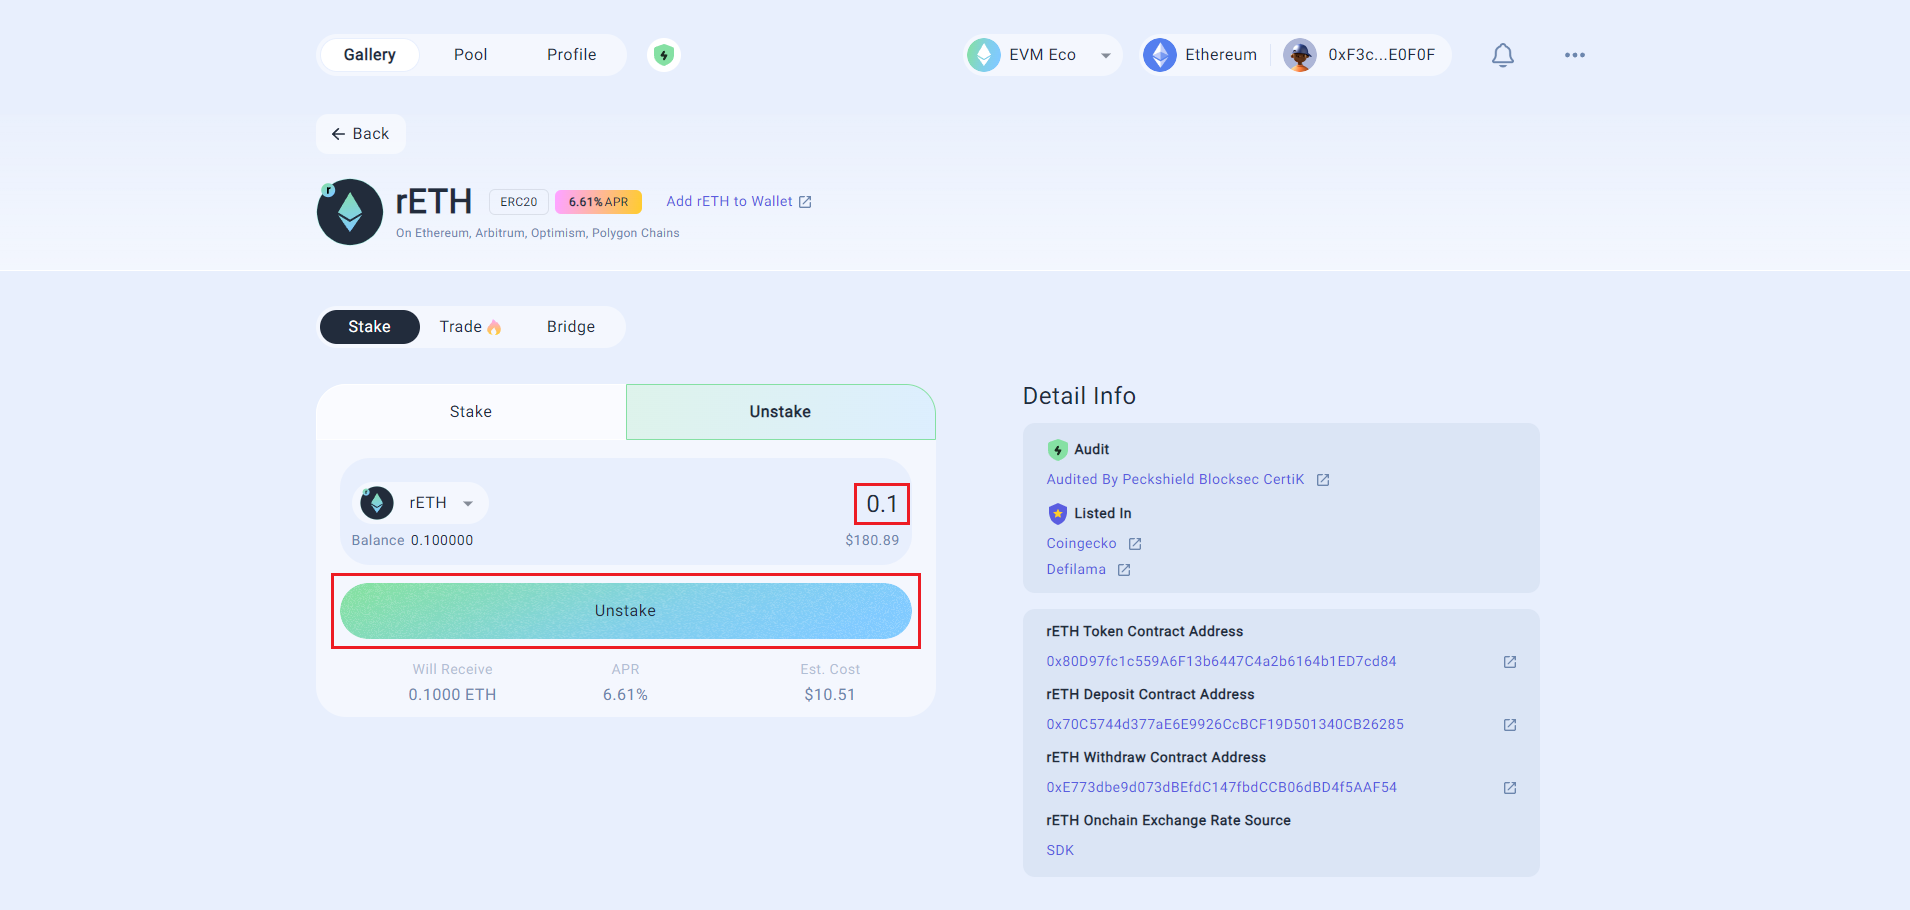 Gallery
Pool
Profile
EVM Eco
Ethereum
0xF3c...E0F0F
Back
r
rETH
ERC20
6.61% APR
Add rETH to Wallet
On Ethereum, Arbitrum, Optimism, Polygon Chains
Stake
Trade
Bridge
Stake
Unstake
rETH
0.1
Balance 0.100000
$180.89
Unstake
Will Receive
APR
Est. Cost
0.1000 ETH
6.61%
$10.51
Detail Info
Audit
Audited By Peckshield Blocksec CertiK
Listed In
Coingecko
Defilama
rETH Token Contract Address
0x80D97fc1c559A6F13b6447C4a2b6164b1ED7cd84
rETH Deposit Contract Address
0x70C5744d377aE6E9926CcBCF19D501340CB26285
rETH Withdraw Contract Address
0xE773dbe9d073dBEfdC147fbdCCB06dBD4f5AAF54
rETH Onchain Exchange Rate Source
SDK